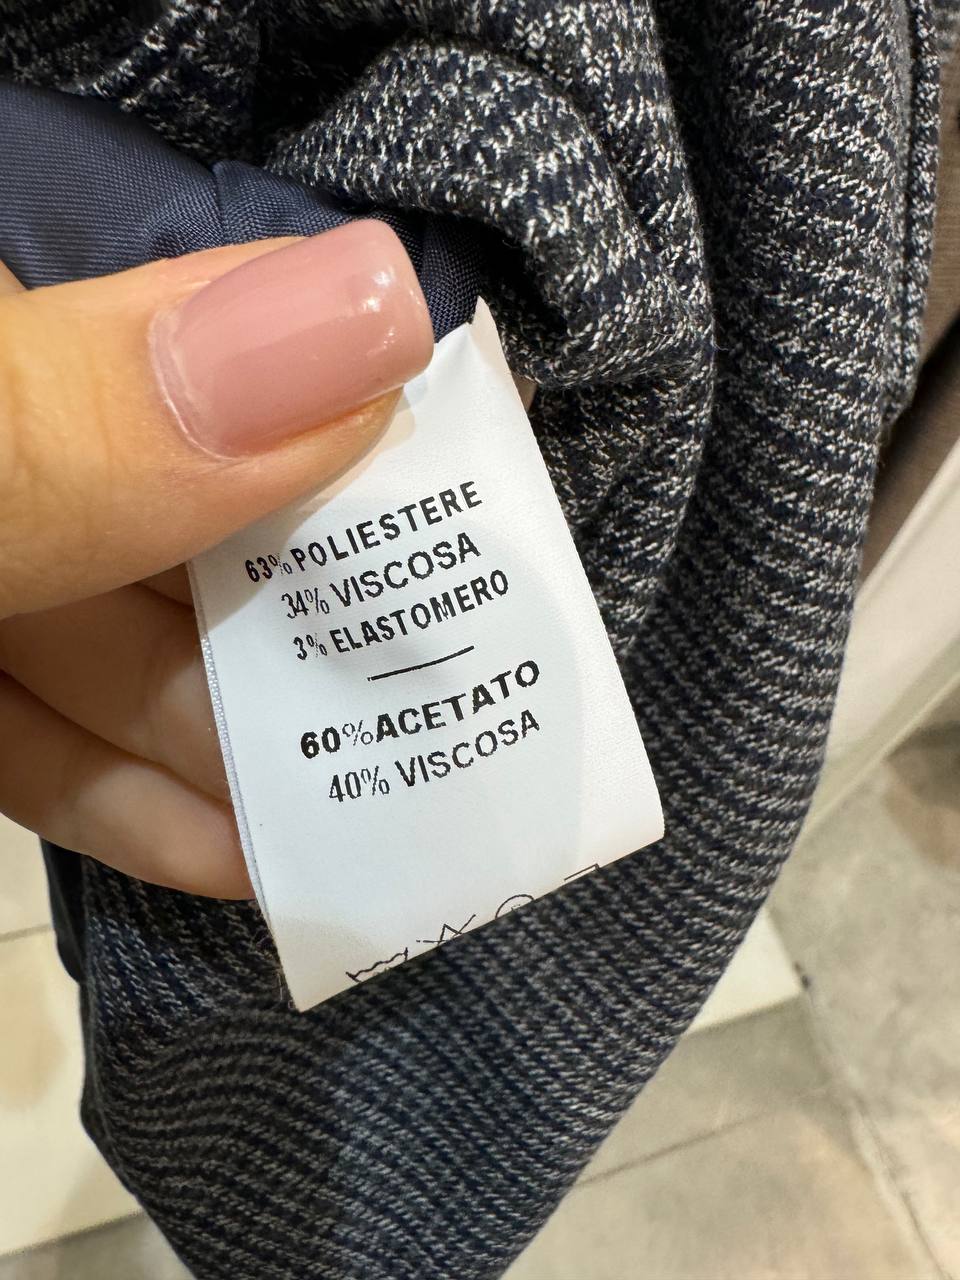 63% POLIESTERE
34% VISCOSA
3% ELASTOMERO
60% ACETATO
40% VISCOSA